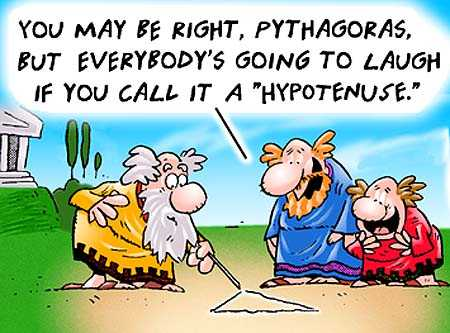 YOU MAY BE RIGHT, PYTHAGORAS,
BUT EVERYBODY'S GOING TO LAUGH
IF YOU CALL IT A "HYPOTENUSE."